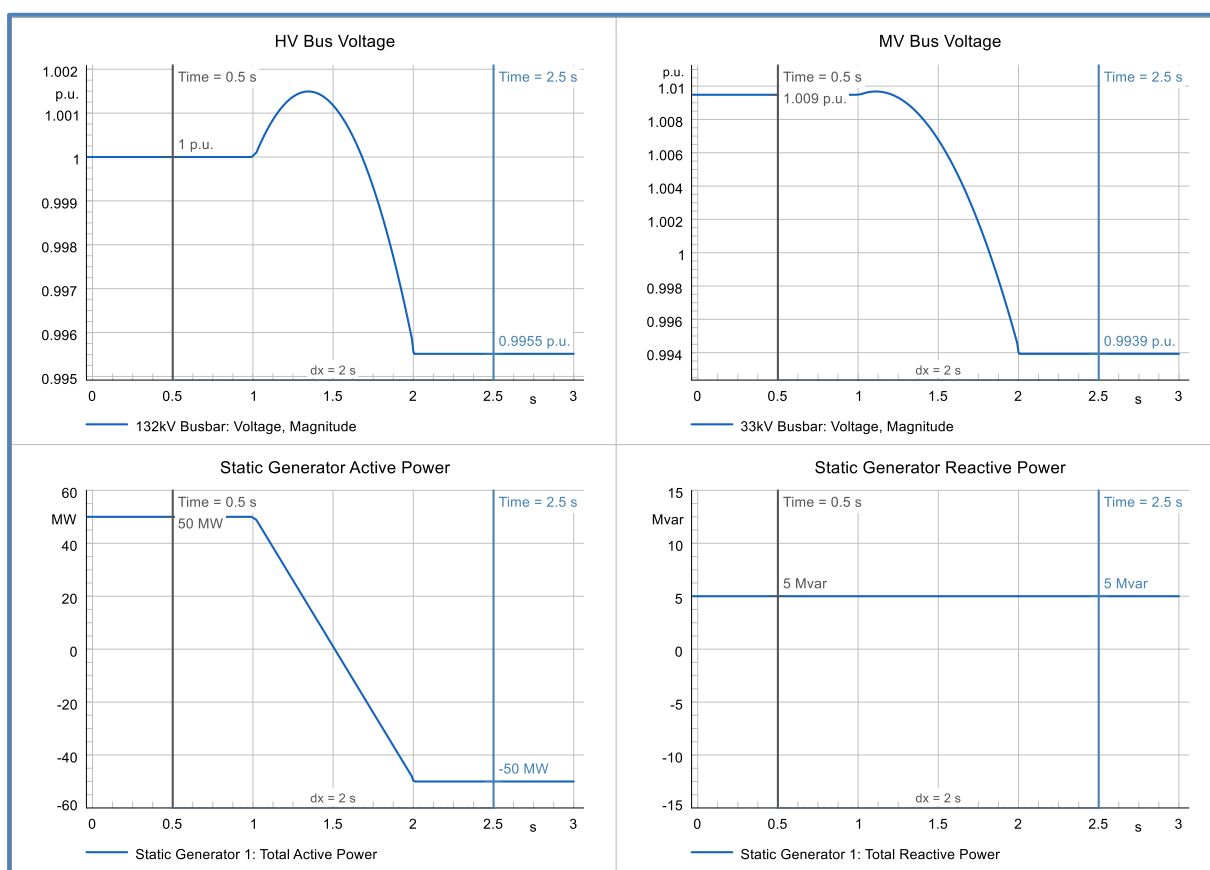 HV Bus Voltage
1.002
p.u.
1.001
1
0.999
0.998
0.997
0.996
0.995
Time = 0.5 s
1 p.u.
Time = 2.5 s
0.9955 p.u.
dx = 2 s
0 0.5 1 1.5 2 2.5 s 3
132kV Busbar: Voltage, Magnitude
MV Bus Voltage
p.u.
1.01
1.008
1.006
1.004
1.002
1
0.998
0.996
0.994
Time = 0.5 s
1.009 p.u.
Time = 2.5 s
0.9939 p.u.
dx = 2 s
0 0.5 1 1.5 2 2.5 s 3
33kV Busbar: Voltage, Magnitude
Static Generator Active Power
60
MW
40
20
0
-20
-40
-60
Time = 0.5 s
50 MW
Time = 2.5 s
-50 MW
dx = 2 s
0 0.5 1 1.5 2 2.5 s 3
Static Generator 1: Total Active Power
Static Generator Reactive Power
15
Mvar
10
5
0
-5
-10
-15
Time = 0.5 s
5 Mvar
Time = 2.5 s
5 Mvar
dx = 2 s
0 0.5 1 1.5 2 2.5 s 3
Static Generator 1: Total Reactive Power